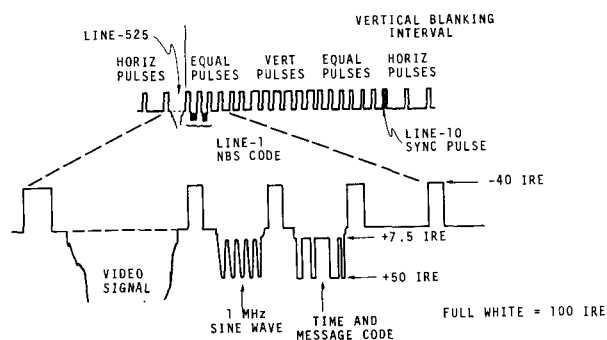 VERTICAL BLANKING
INTERVAL
LINE-525
HORIZ
PULSES
EQUAL
PULSES
VERT
PULSES
EQUAL
PULSES
HORIZ
PULSES
LINE-1
NBS CODE
LINE-10
SYNC PULSE
-40 IRE
+7.5 IRE
+50 IRE
VIDEO
SIGNAL
1 MHz
SINE WAVE
TIME AND
MESSAGE CODE
FULL WHITE = 100 IRE